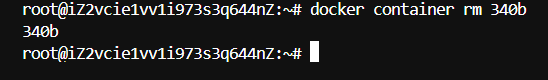 root@iZ2vcie1vv1i973s3q644nZ:~# docker container rm 340b
340b
root@iZ2vcie1vv1i973s3q644nZ:~#